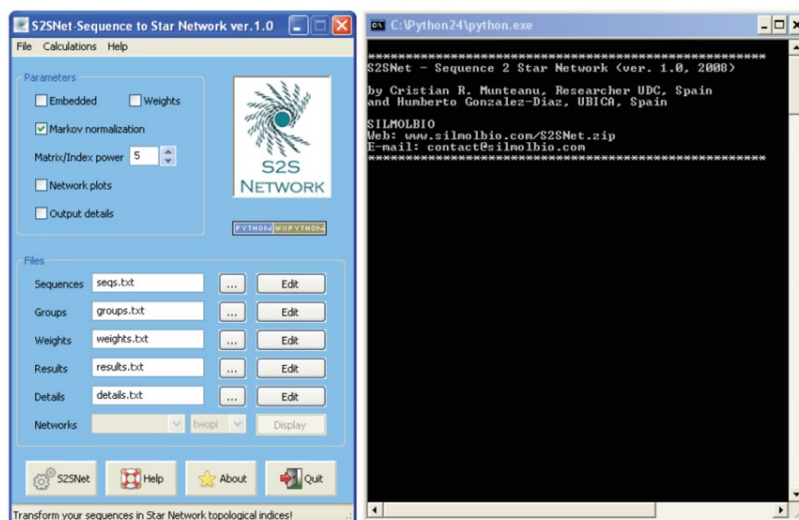 S2SNet-Sequence to Star Network ver.1.0
File Calculations Help
Parameters
Embedded Weights
Markov normalization
Matrix/Index power 5
Network plots
Output details
S2S
NETWORK
PYTHON WXPYTHON
Files
Sequences seqs.txt ... Edit
Groups groups.txt ... Edit
Weights weights.txt ... Edit
Results results.txt ... Edit
Details details.txt ... Edit
Networks twopi Display
S2SNet Help About Quit
Transform your sequences in Star Network topological indices!
C:\Python24\python.exe
S2SNet - Sequence 2 Star Network (ver. 1.0, 2008)
by Cristian R. Munteanu, Researcher UDC, Spain
and Humberto Gonzalez-Diaz, UBICA, Spain
SILMOLBIO
Web: www.silmolbio.com/S2SNet.zip
E-mail: contact@silmolbio.com